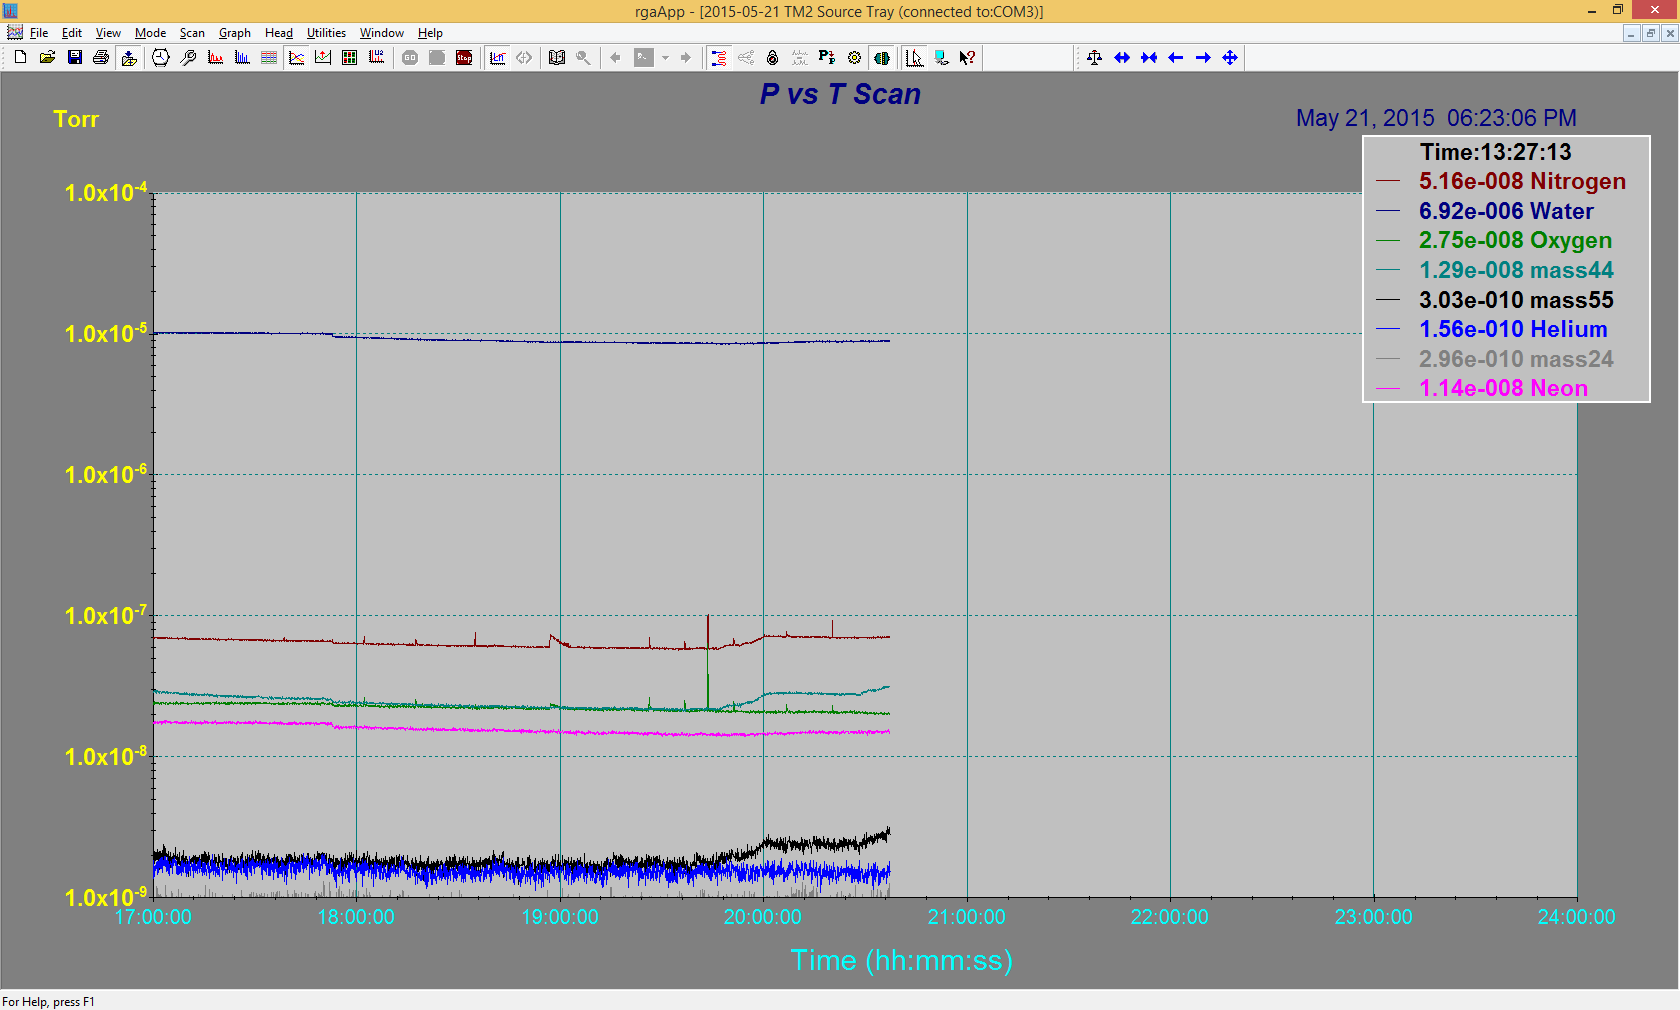 rgaApp - [2015-05-21 TM2 Source Tray (connected to:COM3)]
File Edit View Mode Scan Graph Head Utilities Window Help
P vs T Scan
Torr
May 21, 2015 06:23:06 PM
Time:13:27:13
5.16e-008 Nitrogen
6.92e-006 Water
2.75e-008 Oxygen
1.29e-008 mass44
3.03e-010 mass55
1.56e-010 Helium
2.96e-010 mass24
1.14e-008 Neon
1.0x10-4
1.0x10-5
1.0x10-6
1.0x10-7
1.0x10-8
1.0x10-9
17:00:00 18:00:00 19:00:00 20:00:00 21:00:00 22:00:00 23:00:00 24:00:00
Time (hh:mm:ss)
For Help, press F1